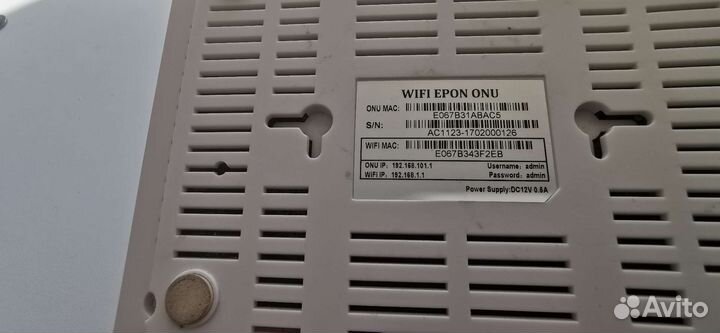 WIFI EPON ONU
ONU MAC:
E067B31ABAC5
S/N:
AC1123-1702000126
WIFI MAC:
E067B343F2EB
ONU IP: 192.168.101.1 Username: admin
WIFI IP: 192.168.1.1 Password: admin
Power Supply:DC12V 0.5A
Avito